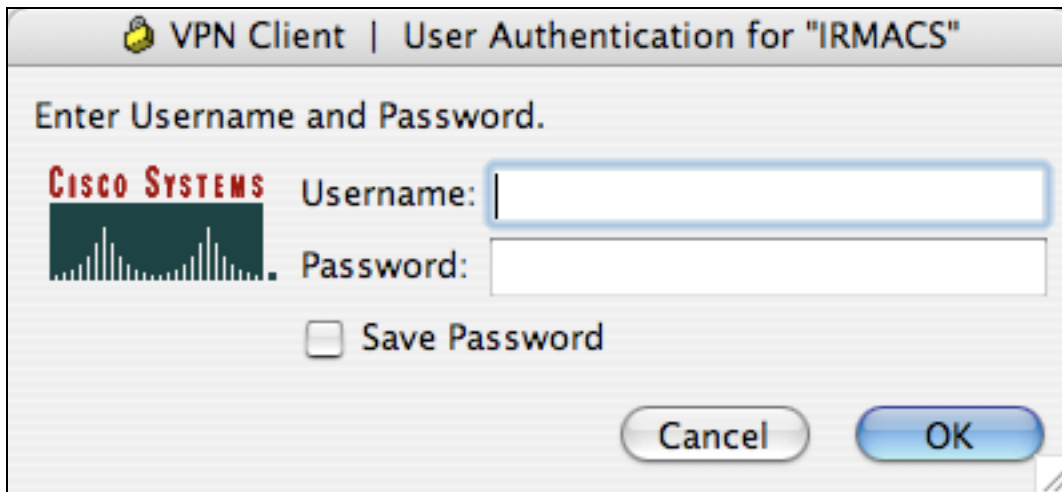 VPN Client | User Authentication for "IRMACS"
Enter Username and Password.
CISCO SYSTEMS
Username:
Password:
Save Password
Cancel
OK